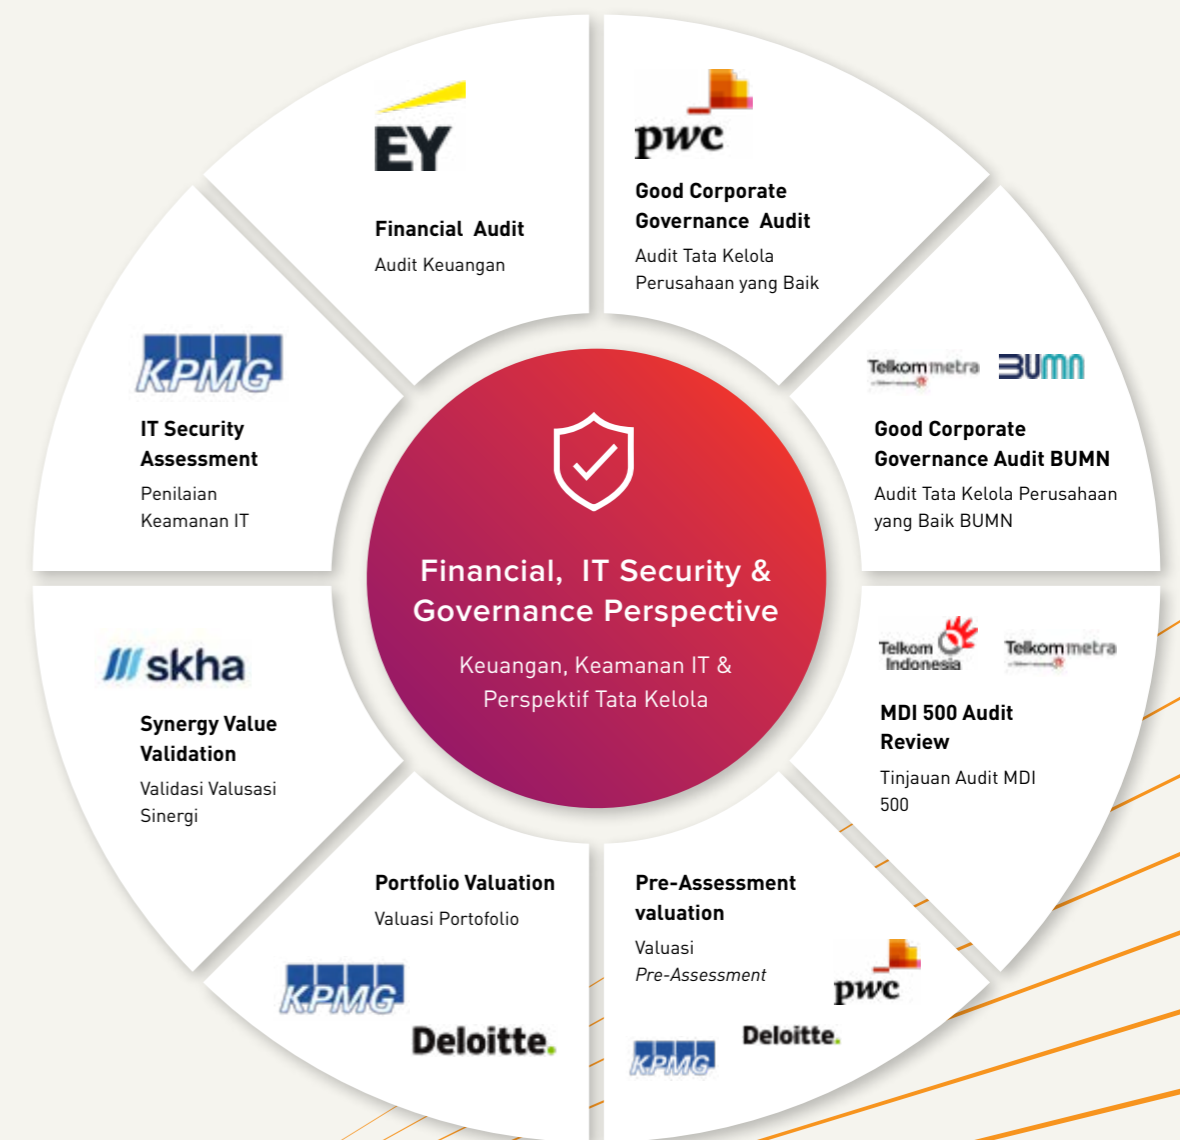 EY
Financial Audit
Audit Keuangan
pwc
Good Corporate
Governance Audit
Audit Tata Kelola
Perusahaan yang Baik
Telkommetra
BUMN
Good Corporate
Governance Audit BUMN
Audit Tata Kelola Perusahaan
yang Baik BUMN
Telkom
Indonesia
Telkommetra
MDI 500 Audit
Review
Tinjauan Audit MDI
500
Pre-Assessment
valuation
Valuasi
Pre-Assessment
pwc
Deloitte.
KPMG
Portfolio Valuation
Valuasi Portofolio
KPMG
Deloitte.
skha
Synergy Value
Validation
Validasi Valusasi
Sinergi
KPMG
IT Security
Assessment
Penilaian
Keamanan IT
Financial, IT Security &
Governance Perspective
Keuangan, Keamanan IT &
Perspektif Tata Kelola